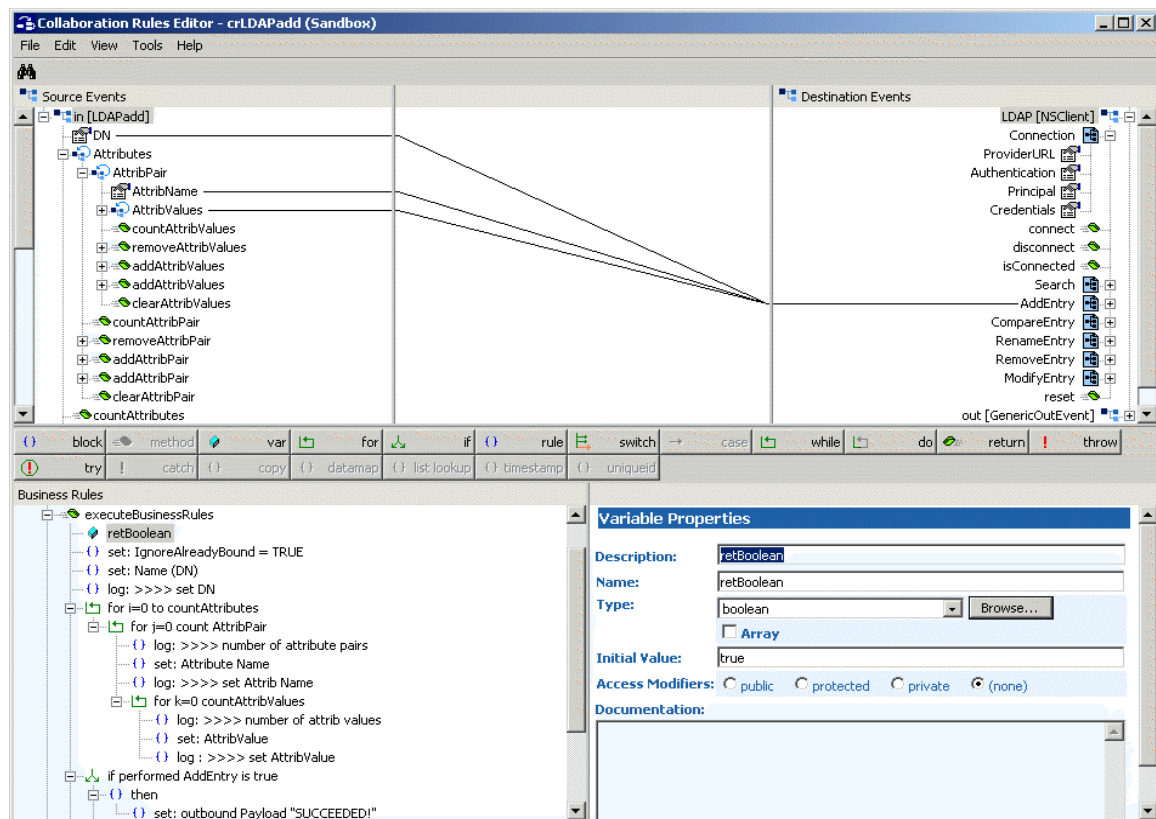 Collaboration Rules Editor - crLDAPadd (Sandbox)
File Edit View Tools Help
Source Events
in [LDAPadd]
DN
Attributes
AttribPair
AttribName
AttribValues
countAttribValues
removeAttribValues
addAttribValues
addAttribValues
clearAttribValues
countAttribPair
removeAttribPair
addAttribPair
addAttribPair
clearAttribPair
countAttributes
Destination Events
LDAP [NSClient]
Connection
ProviderURL
Authentication
Principal
Credentials
connect
disconnect
isConnected
Search
AddEntry
CompareEntry
RenameEntry
RemoveEntry
ModifyEntry
reset
out [GenericOutEvent]
{} block method var for if {} rule switch → case while do return ! throw
! try ! catch {} copy {} datamap {} list lookup {} timestamp {} uniqueid
Business Rules
executeBusinessRules
retBoolean
{} set: IgnoreAlreadyBound = TRUE
{} set: Name (DN)
{} log: >>>> set DN
for i=0 to countAttributes
for j=0 count AttribPair
{} log: >>>> number of attribute pairs
{} set: Attribute Name
{} log: >>>> set Attrib Name
for k=0 countAttribValues
{} log: >>>> number of attrib values
{} set: AttribValue
{} log : >>>> set AttribValue
if performed AddEntry is true
{} then
{} set: outbound Payload "SUCCEEDED!"
Variable Properties
Description: retBoolean
Name: retBoolean
Type: boolean Browse...
Array
Initial Value: true
Access Modifiers: public protected private (none)
Documentation: